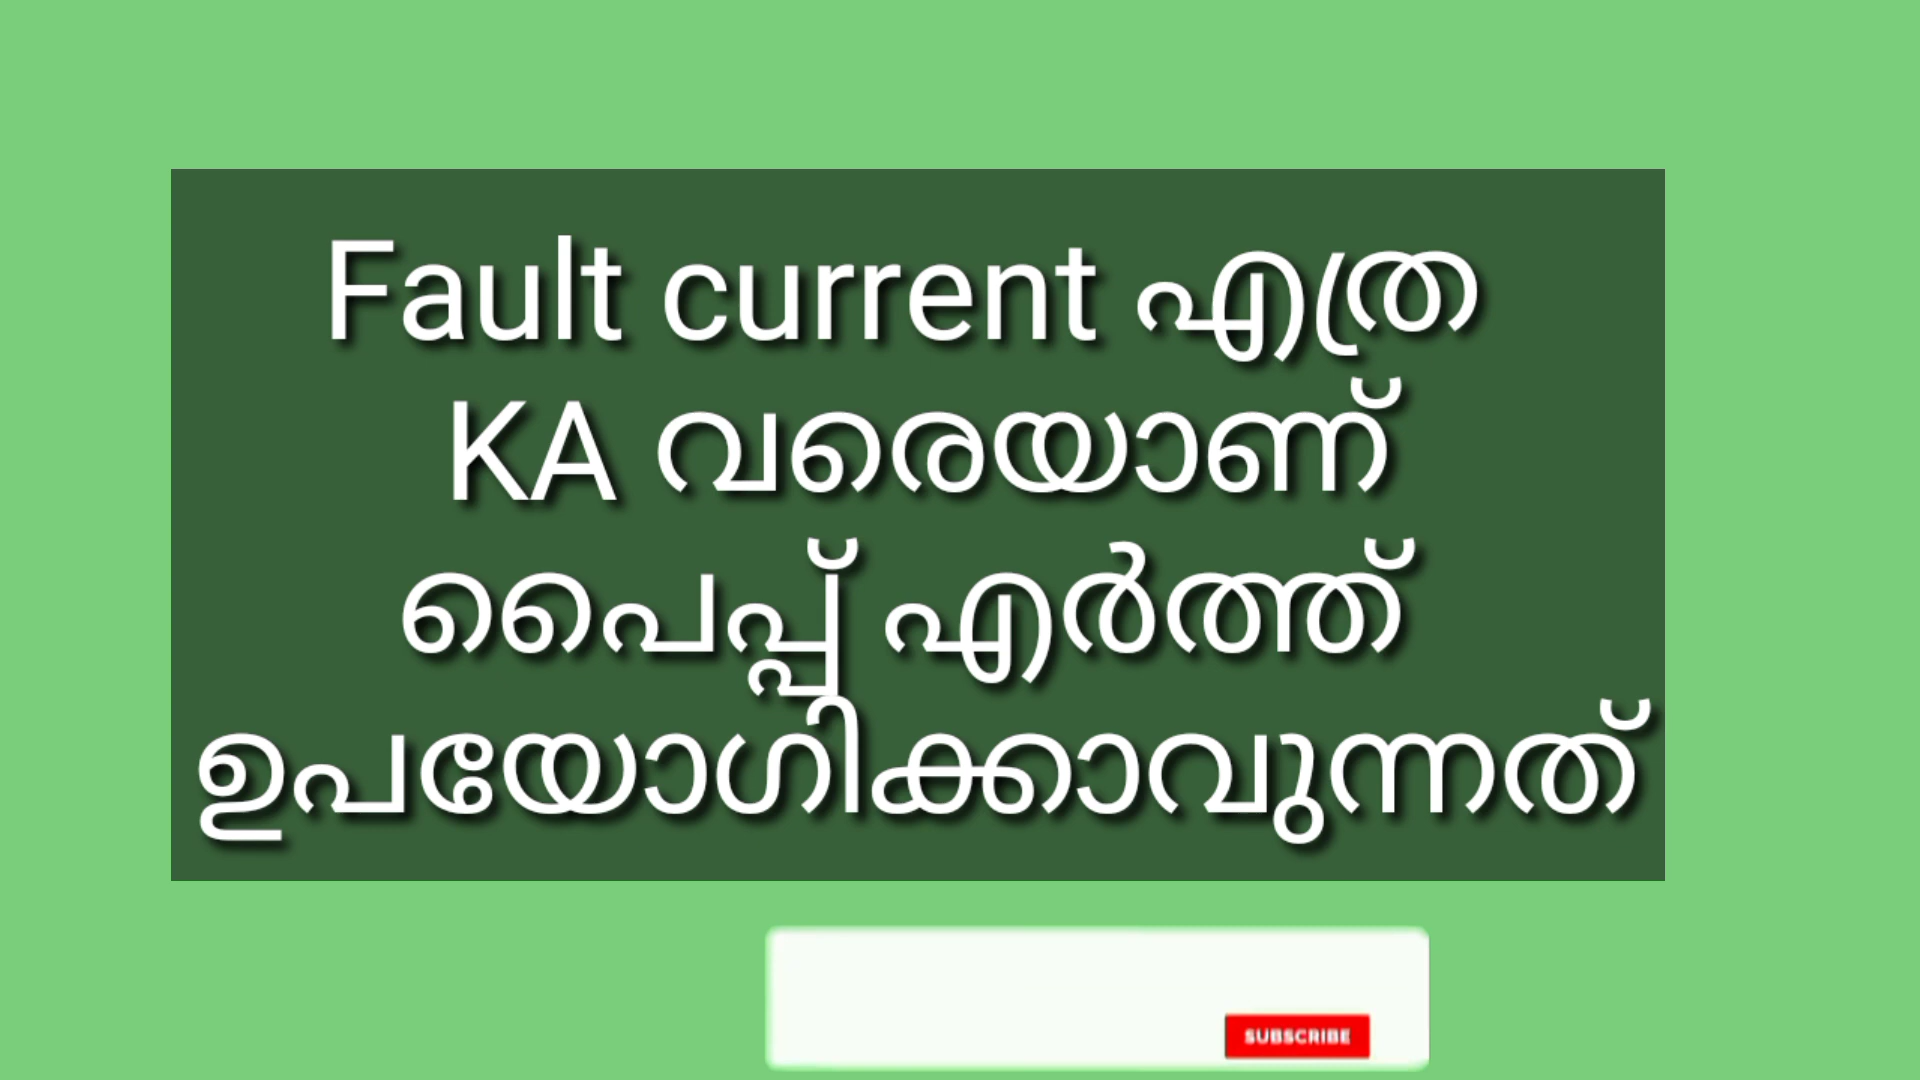 Fault current എത്ര
KA വരെയാണ്
പൈപ്പ് എർത്ത്
ഉപയോഗിക്കാവുന്നത്
SUBSCRIBE